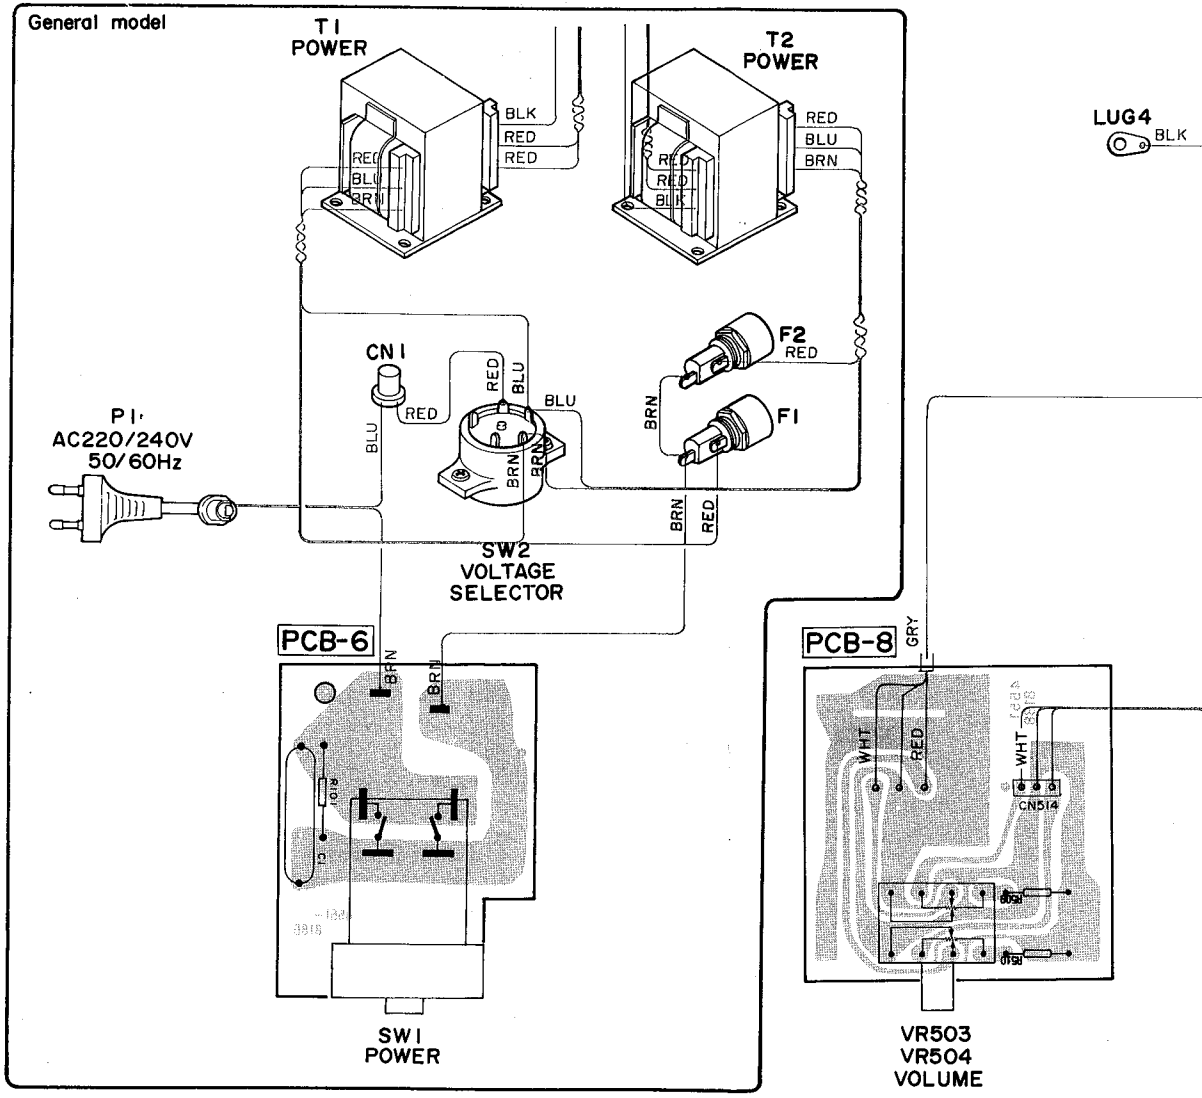 General model
T1
POWER
T2
POWER
BLK
RED
RED
RED
BLU
BRN
RED
BLU
BRN
RED
RED
BLK
LUG4
BLK
CN1
RED
BLU
RED
BLU
BLU
BRN
BRN
F2
RED
BRN
F1
BRN
RED
P1
AC220/240V
50/60Hz
SW2
VOLTAGE
SELECTOR
PCB-6
BRN
BRN
R101
C1
SW1
POWER
PCB-8
GRY
WHT
RED
WHT
CN514
R509
R510
VR503
VR504
VOLUME